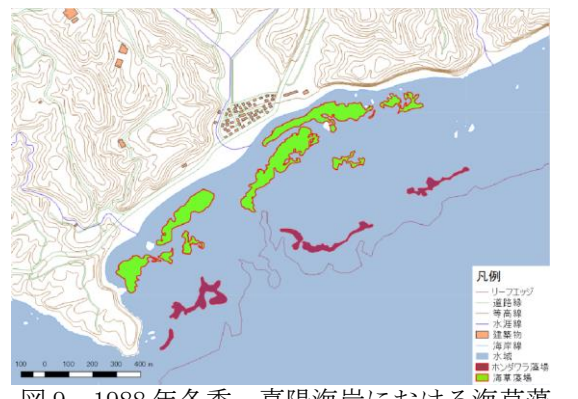 凡例
リーフエッジ
道路線
等高線
水涯線
建築物
海岸線
水域
ホンダワラ藻場
海草藻場
100 0 100 200 300 400 m
図9 1988年冬季 嘉陽海岸における海草藻